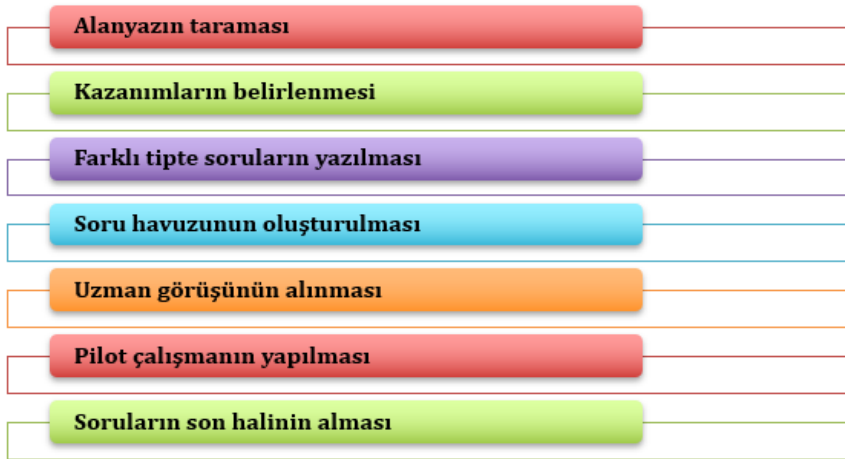 Alanyazın taraması
Kazanımların belirlenmesi
Farklı tipte soruların yazılması
Soru havuzunun oluşturulması
Uzman görüşünün alınması
Pilot çalışmanın yapılması
Soruların son halinin alması